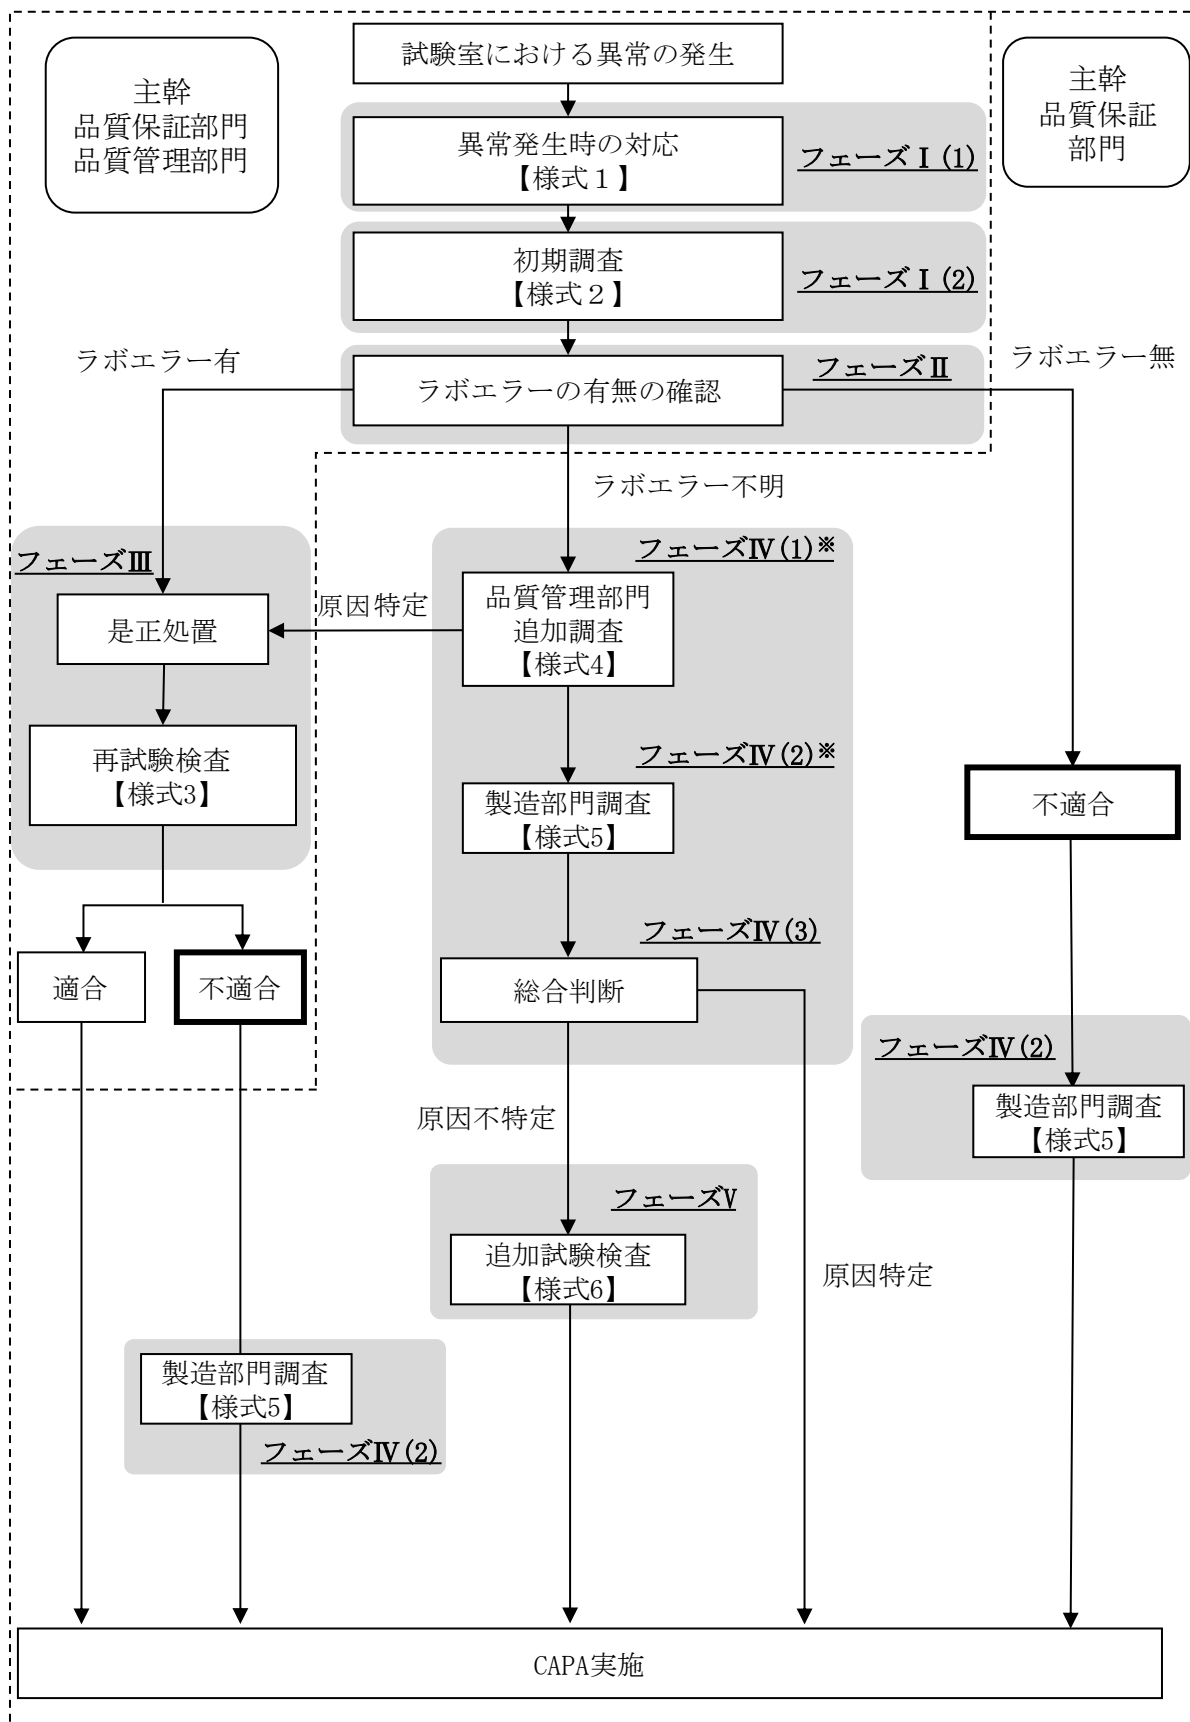 試験室における異常の発生
主幹
品質保証部門
品質管理部門
主幹
品質保証
部門
異常発生時の対応
【様式１】
フェーズⅠ(1)
初期調査
【様式２】
フェーズⅠ(2)
ラボエラー有
ラボエラーの有無の確認
フェーズⅡ
ラボエラー無
ラボエラー不明
フェーズⅢ
是正処置
原因特定
フェーズⅣ(1)※
品質管理部門
追加調査
【様式4】
再試験検査
【様式3】
フェーズⅣ(2)※
製造部門調査
【様式5】
不適合
適合
不適合
フェーズⅣ(3)
総合判断
フェーズⅣ(2)
製造部門調査
【様式5】
原因不特定
フェーズⅤ
追加試験検査
【様式6】
原因特定
製造部門調査
【様式5】
フェーズⅣ(2)
CAPA実施